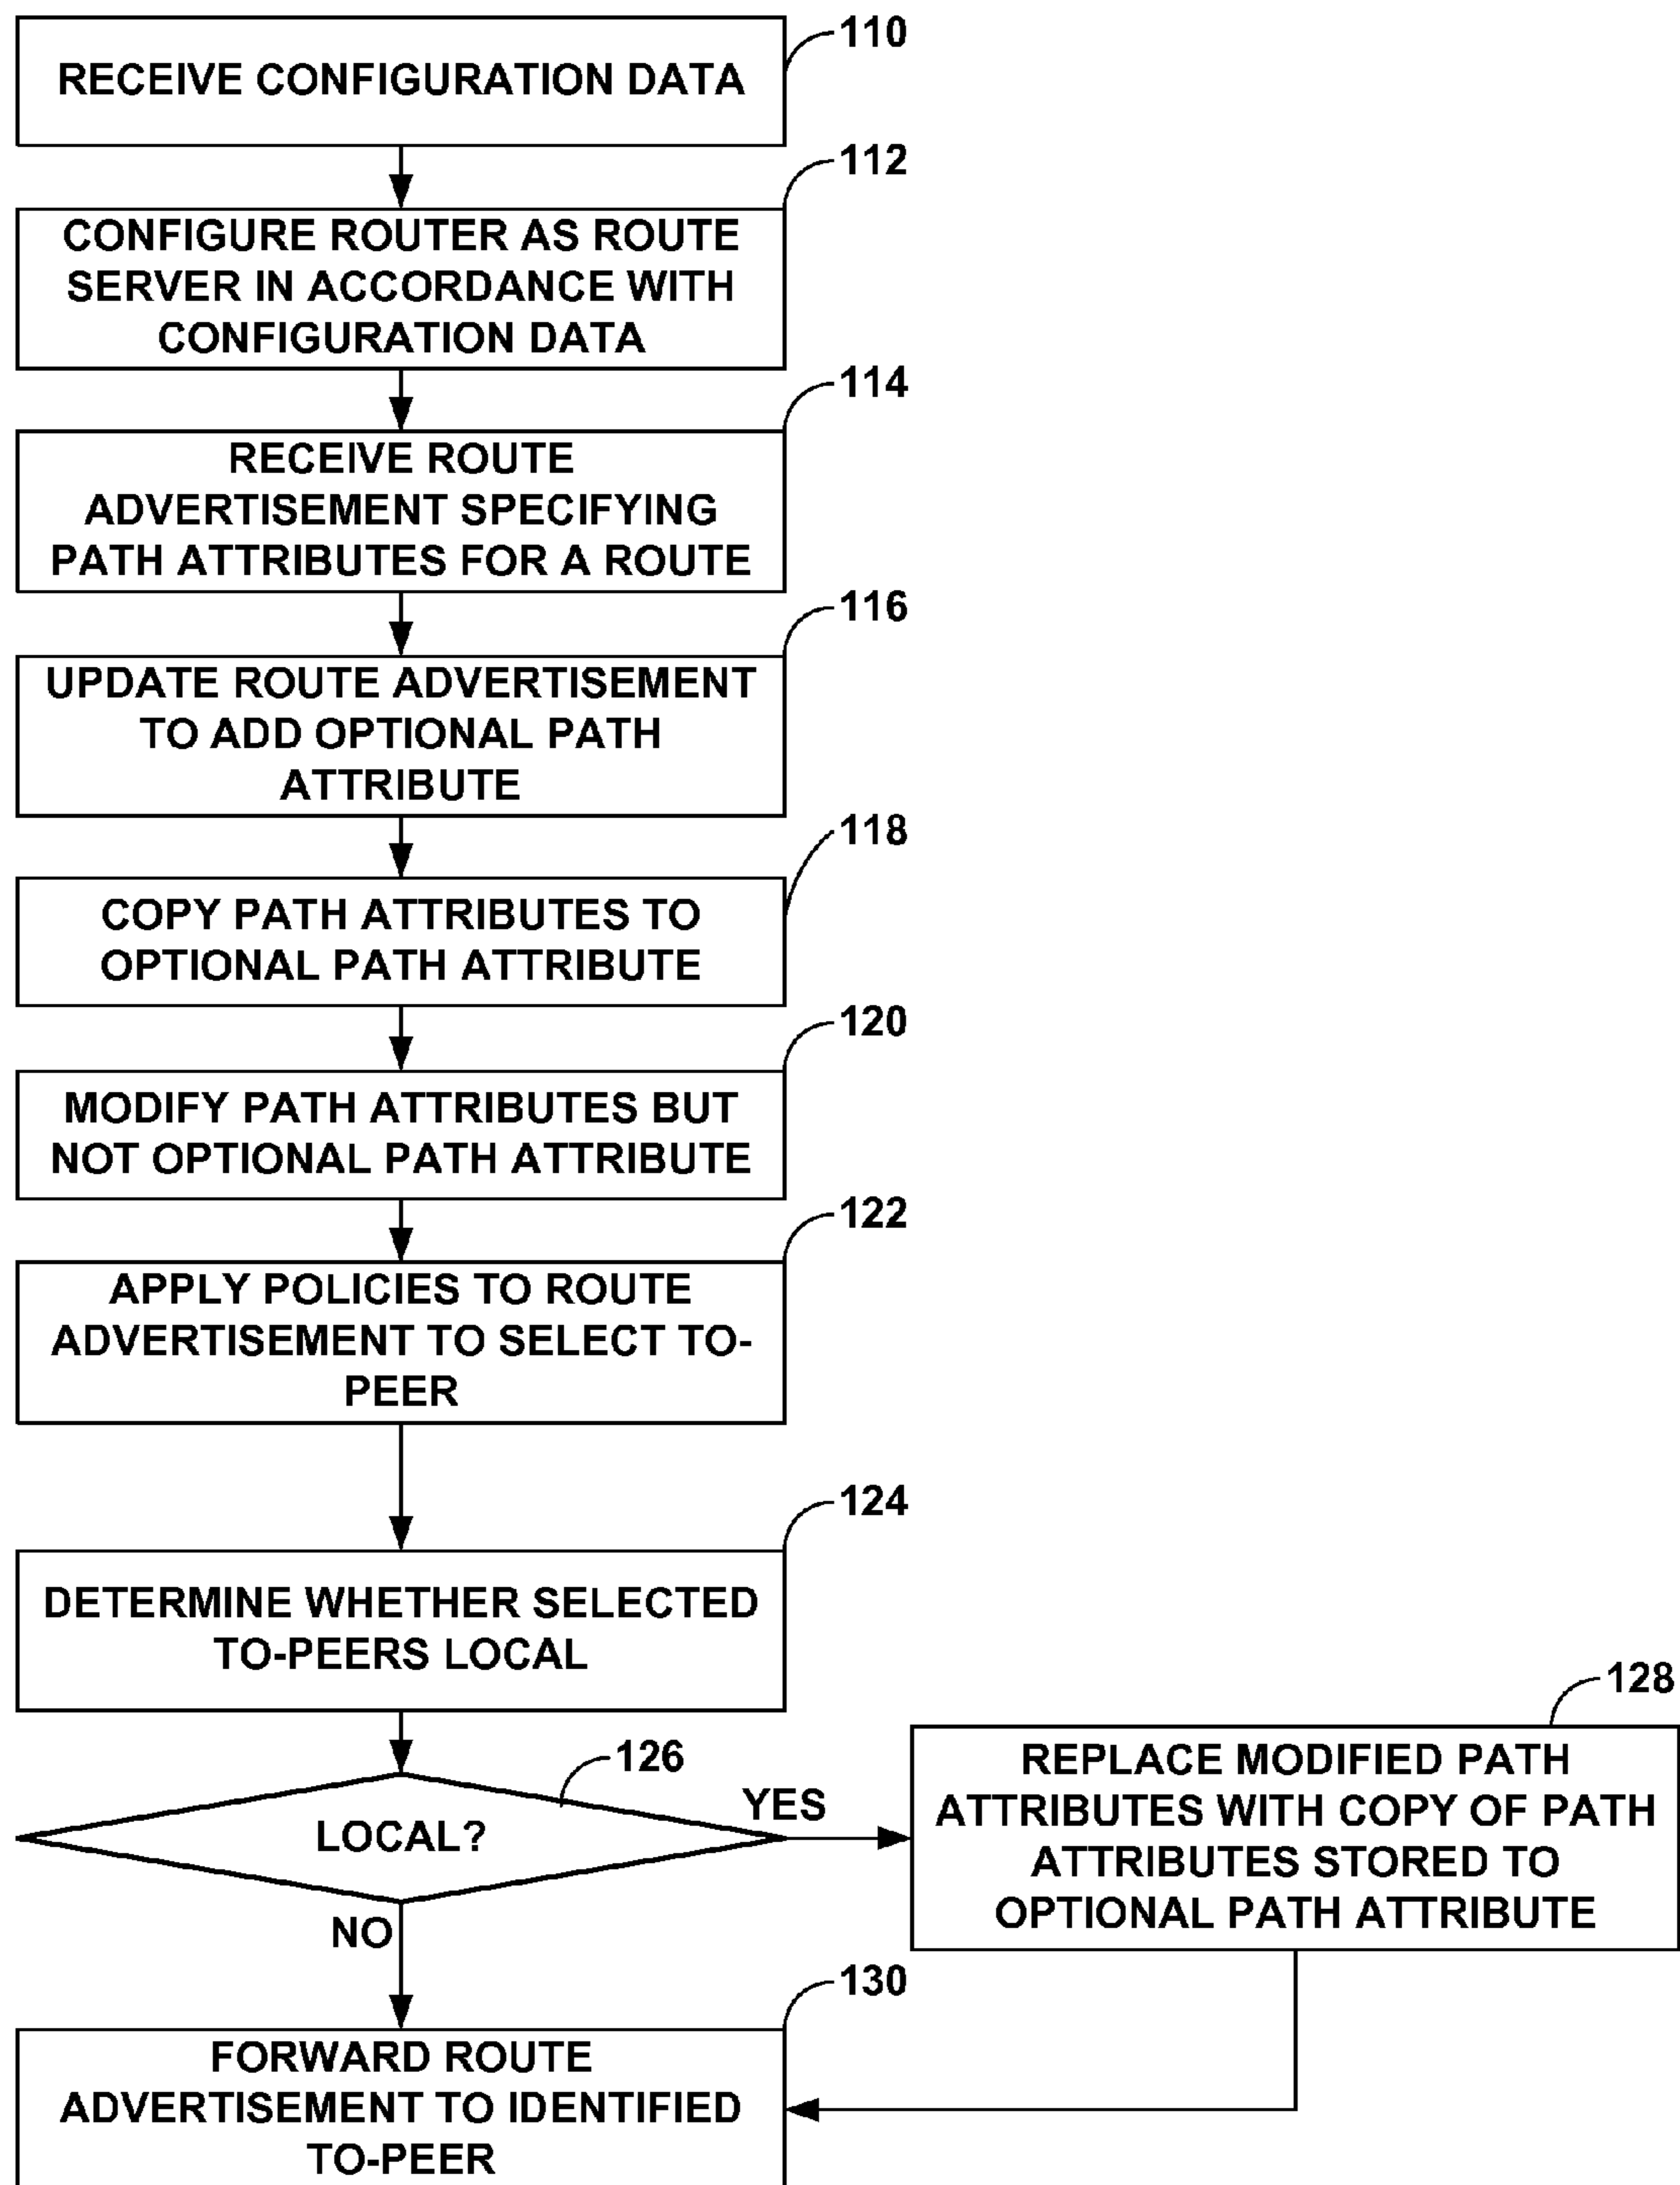 110
RECEIVE CONFIGURATION DATA
112
CONFIGURE ROUTER AS ROUTE
SERVER IN ACCORDANCE WITH
CONFIGURATION DATA
114
RECEIVE ROUTE
ADVERTISEMENT SPECIFYING
PATH ATTRIBUTES FOR A ROUTE
116
UPDATE ROUTE ADVERTISEMENT
TO ADD OPTIONAL PATH
ATTRIBUTE
118
COPY PATH ATTRIBUTES TO
OPTIONAL PATH ATTRIBUTE
120
MODIFY PATH ATTRIBUTES BUT
NOT OPTIONAL PATH ATTRIBUTE
122
APPLY POLICIES TO ROUTE
ADVERTISEMENT TO SELECT TO-
PEER
124
DETERMINE WHETHER SELECTED
TO-PEERS LOCAL
126
LOCAL?
YES
NO
128
REPLACE MODIFIED PATH
ATTRIBUTES WITH COPY OF PATH
ATTRIBUTES STORED TO
OPTIONAL PATH ATTRIBUTE
130
FORWARD ROUTE
ADVERTISEMENT TO IDENTIFIED
TO-PEER